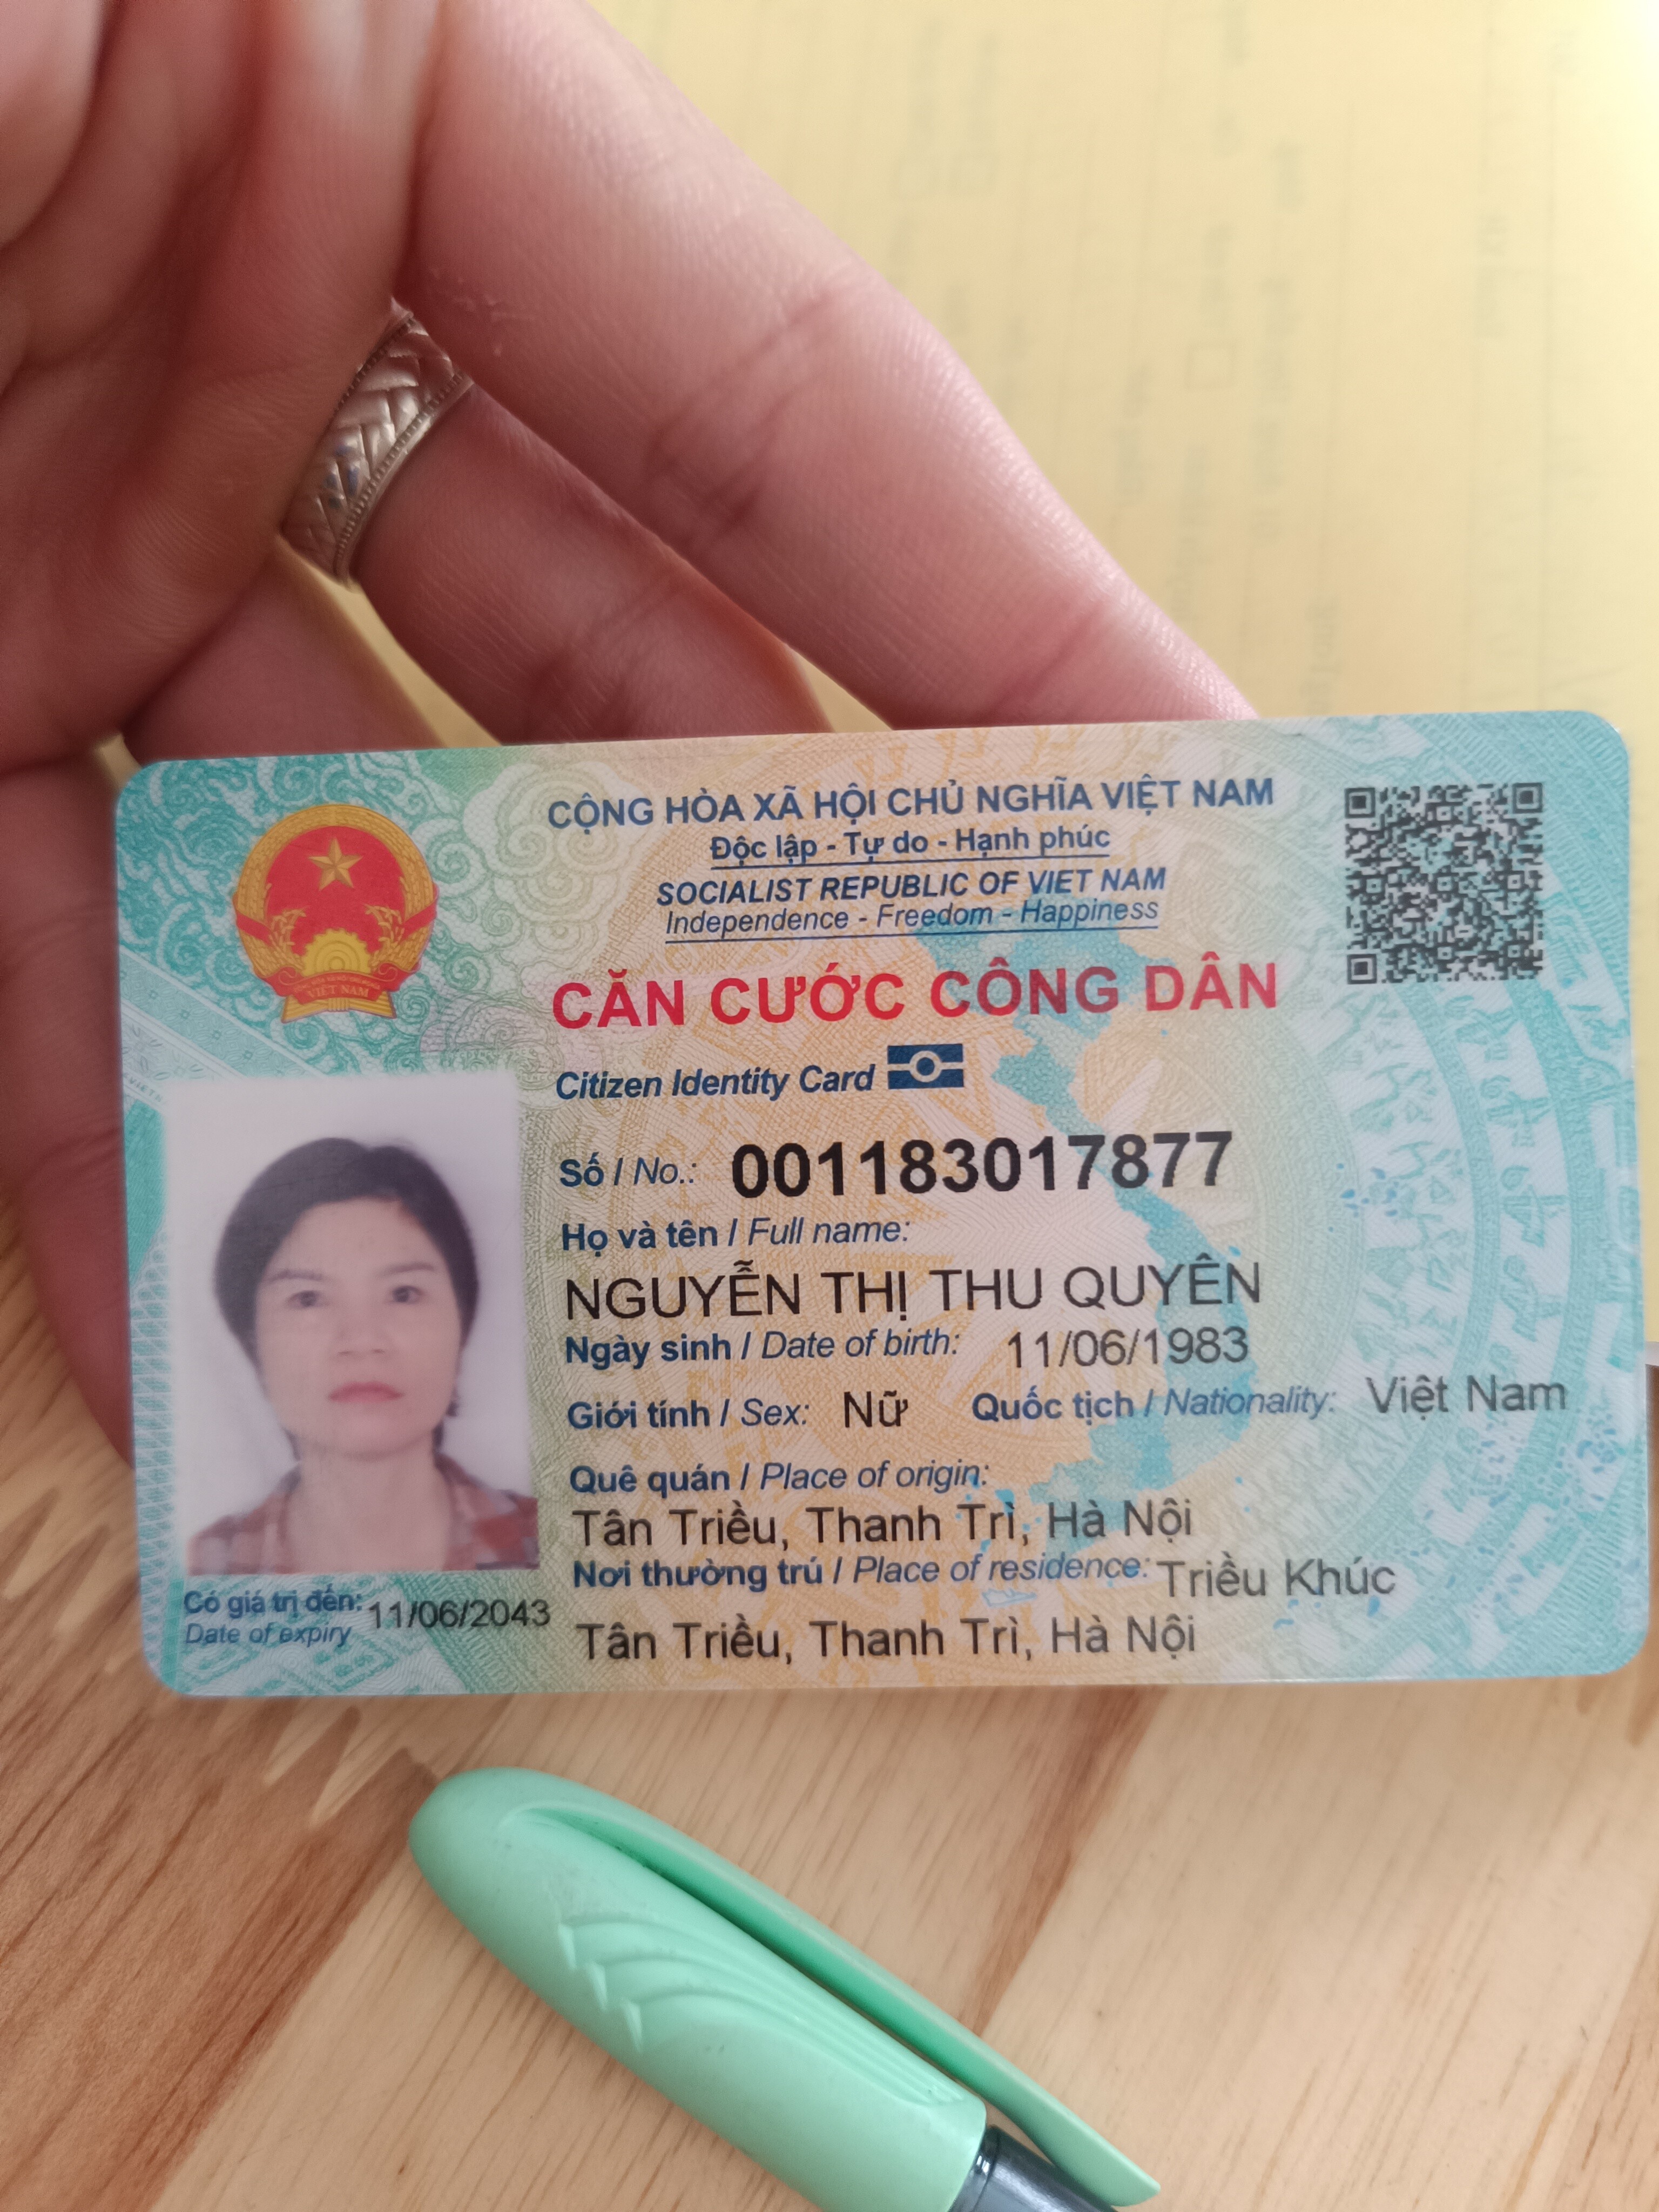 CỘNG HÒA XÃ HỘI CHỦ NGHĨA VIỆT NAM
Độc lập - Tự do - Hạnh phúc
SOCIALIST REPUBLIC OF VIET NAM
Independence - Freedom - Happiness
CĂN CƯỚC CÔNG DÂN
Citizen Identity Card
VIỆT NAM
Số / No.: 001183017877
Họ và tên / Full name:
NGUYỄN THỊ THU QUYÊN
Ngày sinh / Date of birth: 11/06/1983
Giới tính / Sex: Nữ Quốc tịch / Nationality: Việt Nam
Quê quán / Place of origin:
Tân Triều, Thanh Trì, Hà Nội
Nơi thường trú / Place of residence: Triều Khúc
Tân Triều, Thanh Trì, Hà Nội
Có giá trị đến: 11/06/2043
Date of expiry